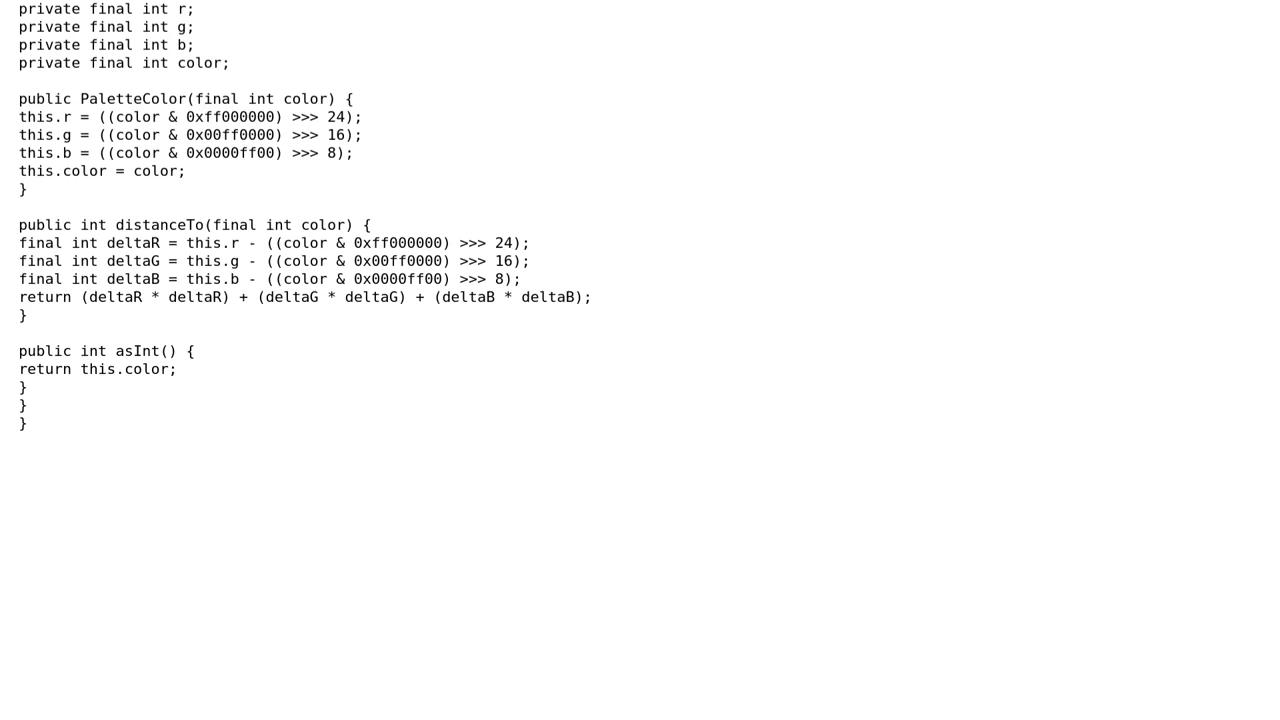 private final int r;
private final int g;
private final int b;
private final int color;

public PaletteColor(final int color) {
this.r = ((color & 0xff000000) >>> 24);
this.g = ((color & 0x00ff0000) >>> 16);
this.b = ((color & 0x0000ff00) >>> 8);
this.color = color;
}

public int distanceTo(final int color) {
final int deltaR = this.r - ((color & 0xff000000) >>> 24);
final int deltaG = this.g - ((color & 0x00ff0000) >>> 16);
final int deltaB = this.b - ((color & 0x0000ff00) >>> 8);
return (deltaR * deltaR) + (deltaG * deltaG) + (deltaB * deltaB);
}

public int asInt() {
return this.color;
}
}
}